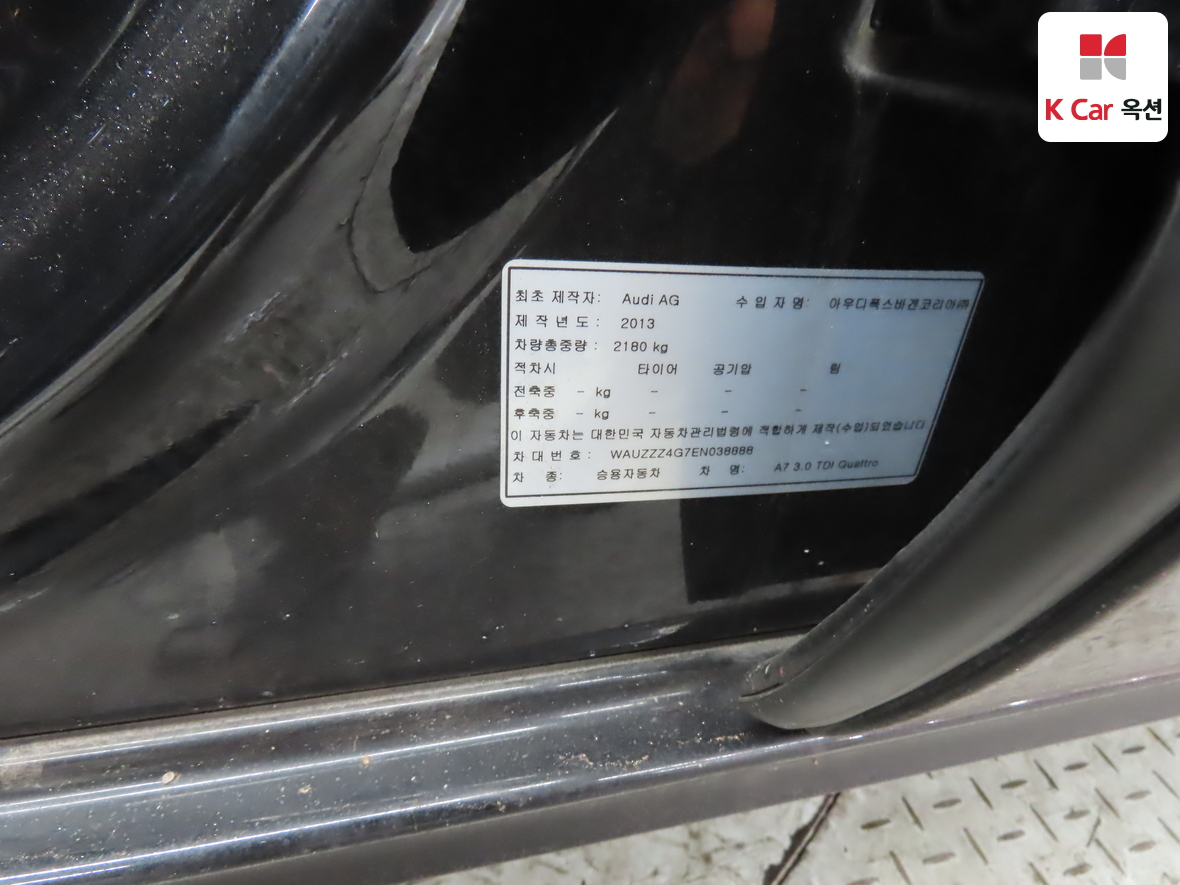 K Car 옥션
최초 제작자: Audi AG 수 입 자 명: 아우디폭스바겐코리아㈜
제 작 년 도 : 2013
차량총중량 : 2180 kg
적차시 타이어 공기압 림
전축중 - kg - - -
후축중 - kg - - -
이 자동차는 대한민국 자동차관리법령에 적합하게 제작(수입)되었습니다
차 대 번 호 : WAUZZZ4G7EN038888
차 종: 승용자동차 차 명: A7 3.0 TDI Quattro